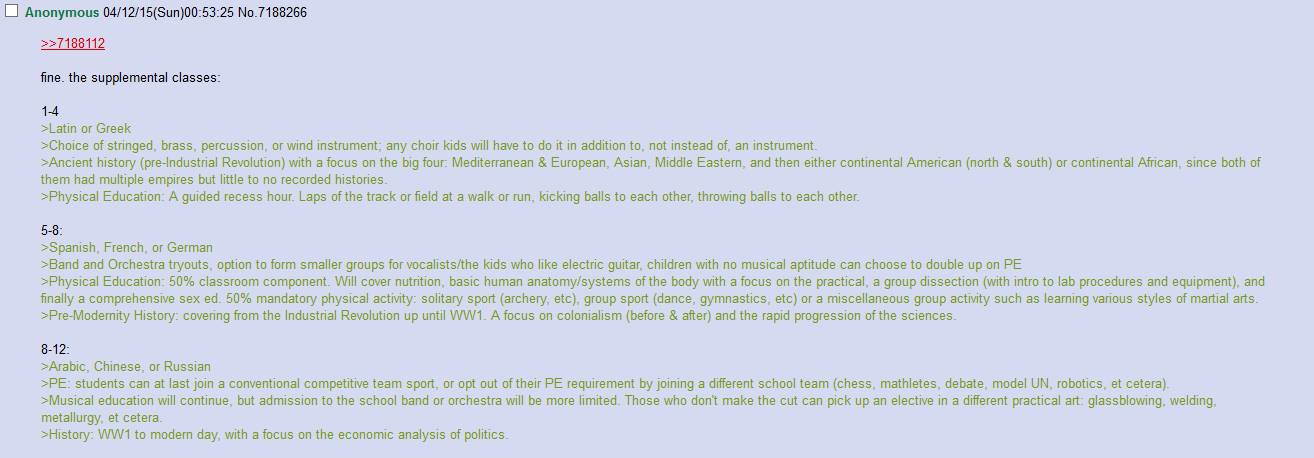 Anonymous 04/12/15(Sun)00:53:25 No.7188266
>>7188112
fine. the supplemental classes:
1-4
>Latin or Greek
>Choice of stringed, brass, percussion, or wind instrument; any choir kids will have to do it in addition to, not instead of, an instrument.
>Ancient history (pre-Industrial Revolution) with a focus on the big four: Mediterranean & European, Asian, Middle Eastern, and then either continental American (north & south) or continental African, since both of
them had multiple empires but little to no recorded histories.
>Physical Education: A guided recess hour. Laps of the track or field at a walk or run, kicking balls to each other, throwing balls to each other.
5-8:
>Spanish, French, or German
>Band and Orchestra tryouts, option to form smaller groups for vocalists/the kids who like electric guitar, children with no musical aptitude can choose to double up on PE
>Physical Education: 50% classroom component. Will cover nutrition, basic human anatomy/systems of the body with a focus on the practical, a group dissection (with intro to lab procedures and equipment), and
finally a comprehensive sex ed. 50% mandatory physical activity: solitary sport (archery, etc), group sport (dance, gymnastics, etc) or a miscellaneous group activity such as learning various styles of martial arts.
>Pre-Modernity History: covering from the Industrial Revolution up until WW1. A focus on colonialism (before & after) and the rapid progression of the sciences.
8-12:
>Arabic, Chinese, or Russian
>PE: students can at last join a conventional competitive team sport, or opt out of their PE requirement by joining a different school team (chess, mathletes, debate, model UN, robotics, et cetera).
>Musical education will continue, but admission to the school band or orchestra will be more limited. Those who don't make the cut can pick up an elective in a different practical art: glassblowing, welding,
metallurgy, et cetera.
>History: WW1 to modern day, with a focus on the economic analysis of politics.